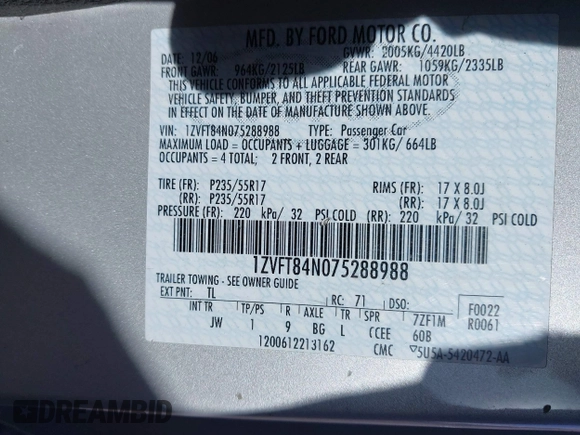 MFD. BY FORD MOTOR CO.
DATE: 12/06 GVWR: 2005KG/4420LB
FRONT GAWR: 964KG/2125LB REAR GAWR: 1059KG/2335LB
THIS VEHICLE CONFORMS TO ALL APPLICABLE FEDERAL MOTOR
VEHICLE SAFETY, BUMPER, AND THEFT PREVENTION STANDARDS
IN EFFECT ON THE DATE OF MANUFACTURE SHOWN ABOVE.
VIN: 1ZVFT84N075288988 TYPE: Passenger Car
MAXIMUM LOAD = OCCUPANTS + LUGGAGE = 301KG/ 664LB
OCCUPANTS = 4 TOTAL; 2 FRONT, 2 REAR
TIRE (FR): P235/55R17 RIMS (FR): 17 X 8.0J
(RR): P235/55R17 (RR): 17 X 8.0J
PRESSURE (FR): 220 kPa/ 32 PSI COLD (RR): 220 kPa/ 32 PSI COLD
1ZVFT84N075288988
TRAILER TOWING - SEE OWNER GUIDE
EXT PNT: TL RC: 71 DSO: F0022
INT TR TP/PS R AXLE TR SPR 7ZF1M R0061
JW 1 9 BG L CCEE 60B
1200612213162 CMC 5U5A-5420472-AA
DREAMBID